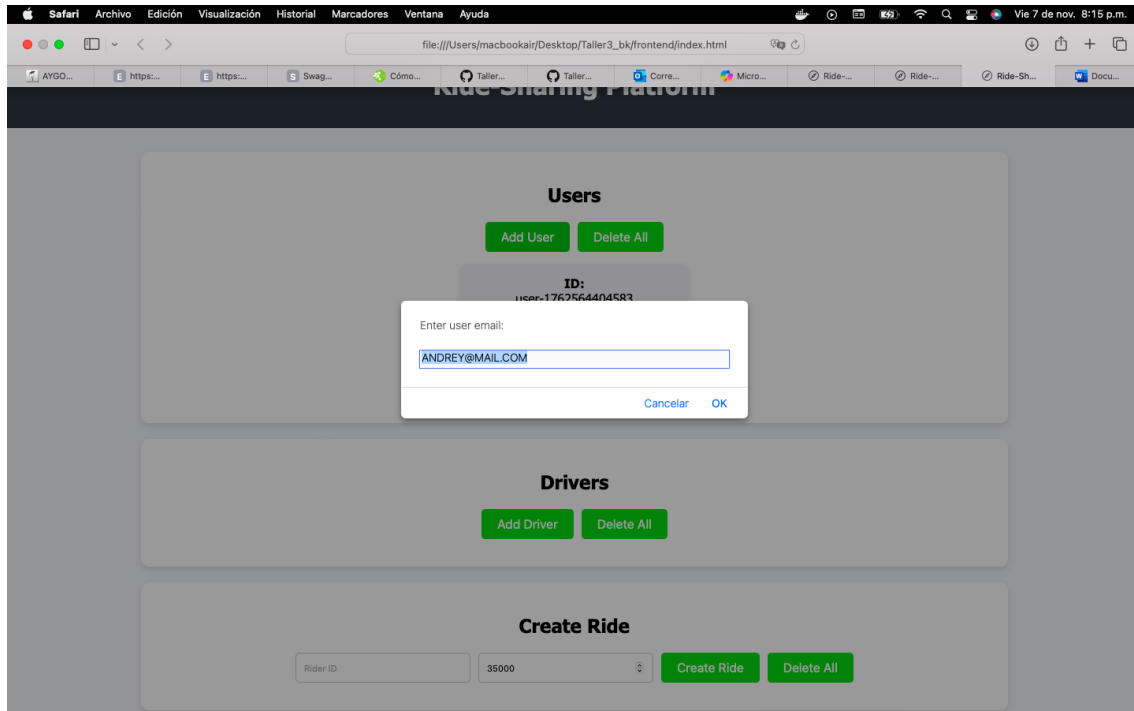 Safari Archivo Edición Visualización Historial Marcadores Ventana Ayuda Vie 7 de nov. 8:15 p.m.
file:///Users/macbookair/Desktop/Taller3_bk/frontend/index.html
AYGO... E https:... E https:... S Swag... Cómo... Taller... Taller... Corre... Micro... Ride-... Ride-... Ride-Sh... Docu...
Ride-Sharing Platform
Users
Add User Delete All
ID:
user-1762564404583
Enter user email:
ANDREY@MAIL.COM
Cancelar OK
Drivers
Add Driver Delete All
Create Ride
Rider ID 35000 Create Ride Delete All